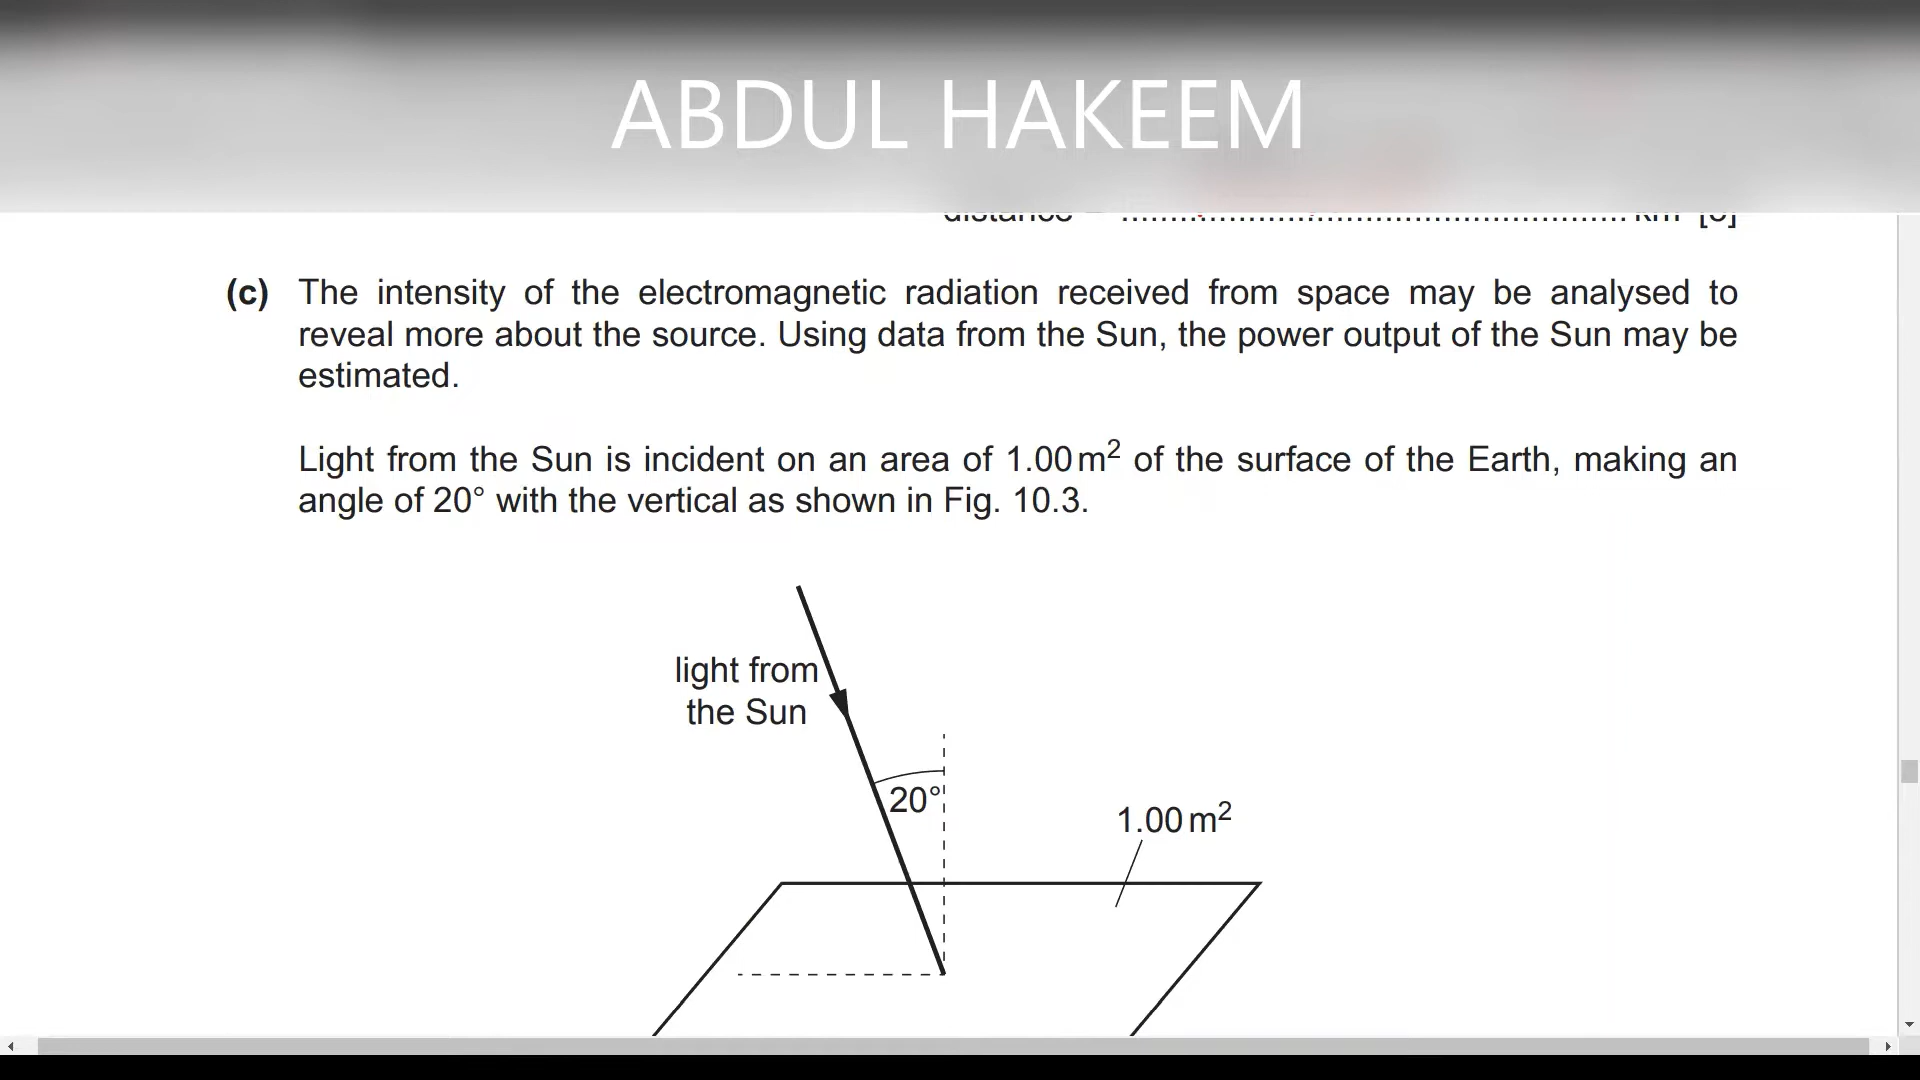 ABDUL HAKEEM
(c) The intensity of the electromagnetic radiation received from space may be analysed to
reveal more about the source. Using data from the Sun, the power output of the Sun may be
estimated.
Light from the Sun is incident on an area of 1.00 m² of the surface of the Earth, making an
angle of 20° with the vertical as shown in Fig. 10.3.
light from
the Sun
20°
1.00 m²